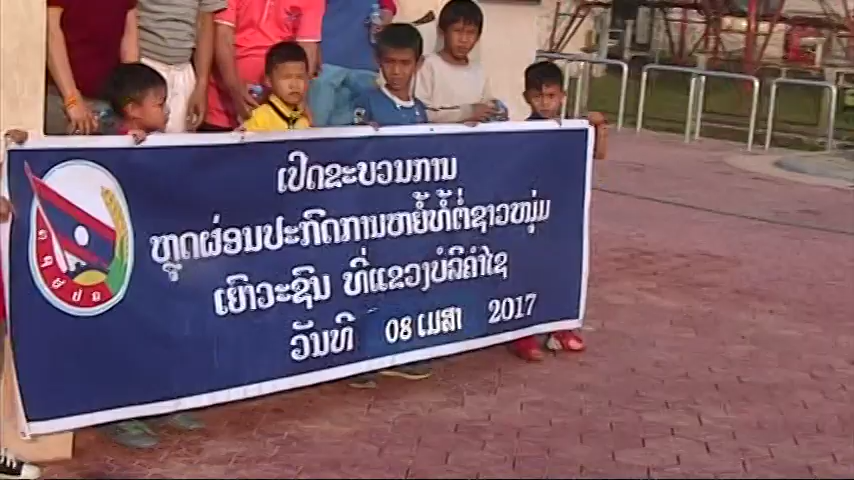 ເປີດຂະບວນການ
ຫຼຸດຜ່ອນປະກົດການຫຍໍ້ທໍ້ຕໍ່ຊາວໜຸ່ມ
ເຍົາວະຊົນ ທີ່ແຂວງບໍລິຄຳໄຊ
ວັນທີ 08 ເມສາ 2017